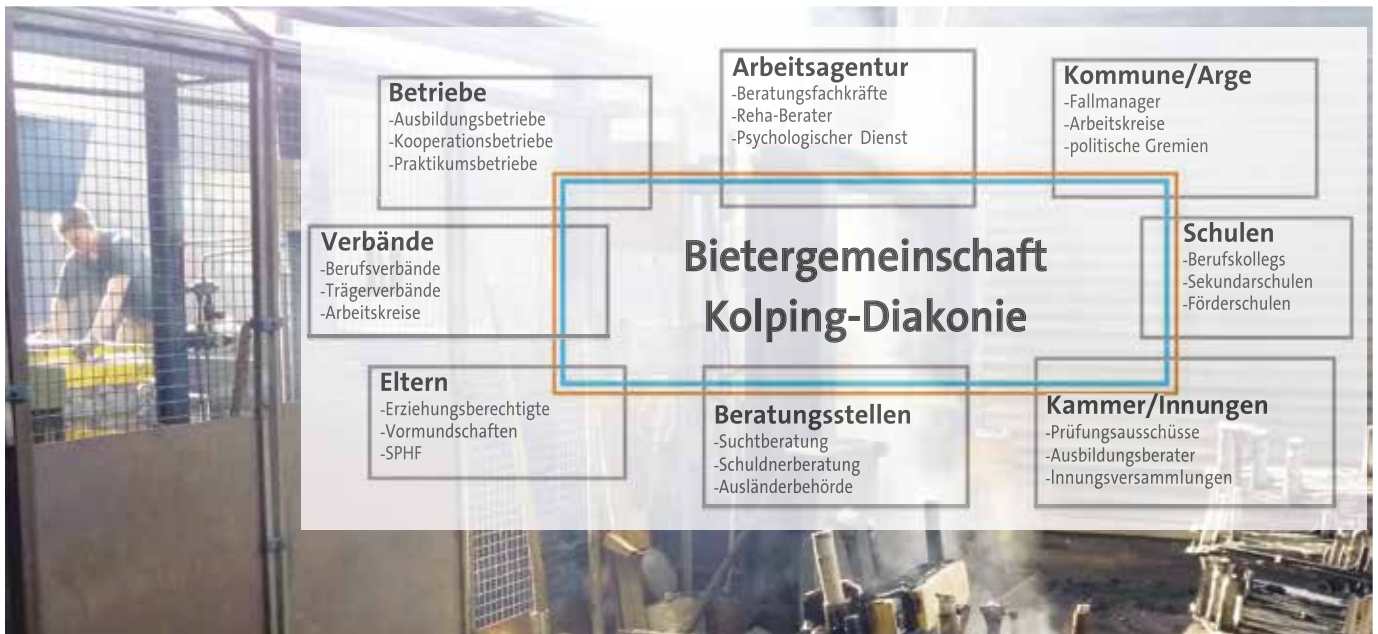 Betriebe
-Ausbildungsbetriebe
-Kooperationsbetriebe
-Praktikumsbetriebe
Arbeitsagentur
-Beratungsfachkräfte
-Reha-Berater
-Psychologischer Dienst
Kommune/Arge
-Fallmanager
-Arbeitskreise
-politische Gremien
Verbände
-Berufsverbände
-Trägerverbände
-Arbeitskreise
Bietergemeinschaft
Kolping-Diakonie
Schulen
-Berufskollegs
-Sekundarschulen
-Förderschulen
Eltern
-Erziehungsberechtigte
-Vormundschaften
-SPHF
Beratungsstellen
-Suchtberatung
-Schuldnerberatung
-Ausländerbehörde
Kammer/Innungen
-Prüfungsausschüsse
-Ausbildungsberater
-Innungsversammlungen